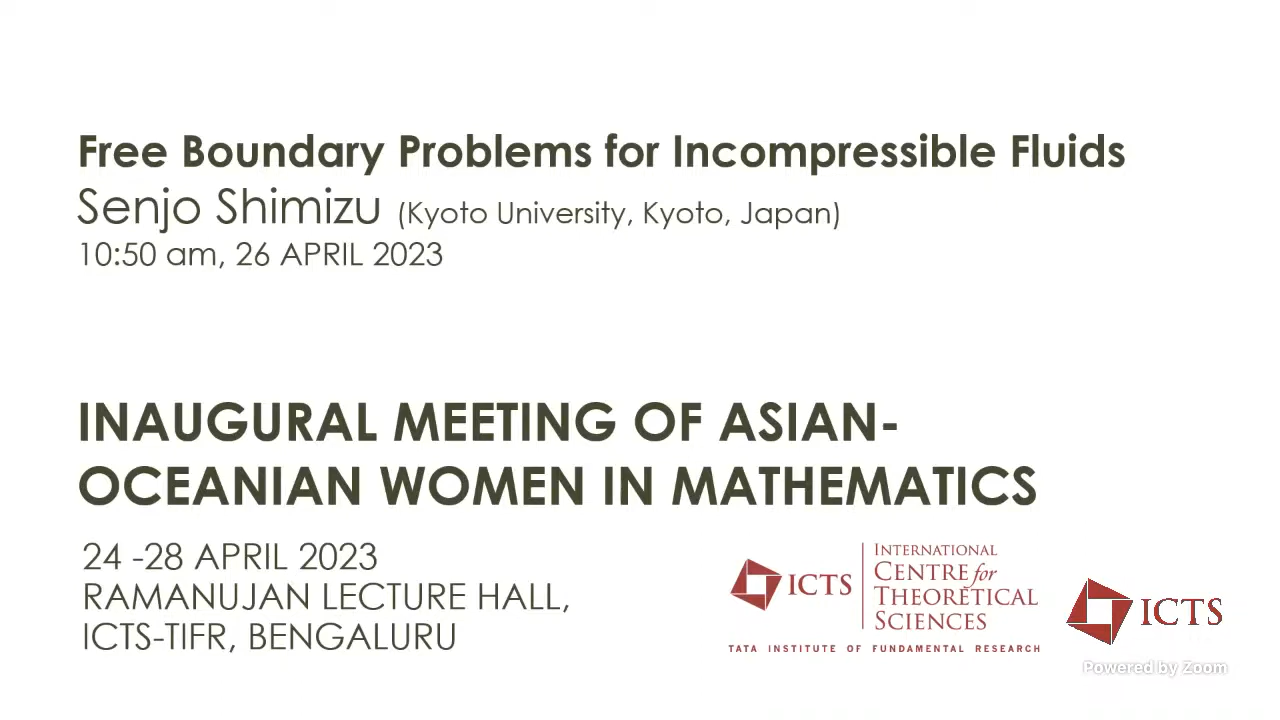 Free Boundary Problems for Incompressible Fluids
Senjo Shimizu (Kyoto University, Kyoto, Japan)
10:50 am, 26 APRIL 2023
INAUGURAL MEETING OF ASIAN-
OCEANIAN WOMEN IN MATHEMATICS
24 -28 APRIL 2023
RAMANUJAN LECTURE HALL,
ICTS-TIFR, BENGALURU
ICTS
INTERNATIONAL
CENTRE for
THEORETICAL
SCIENCES
TATA INSTITUTE OF FUNDAMENTAL RESEARCH
ICTS
Powered by Zoom